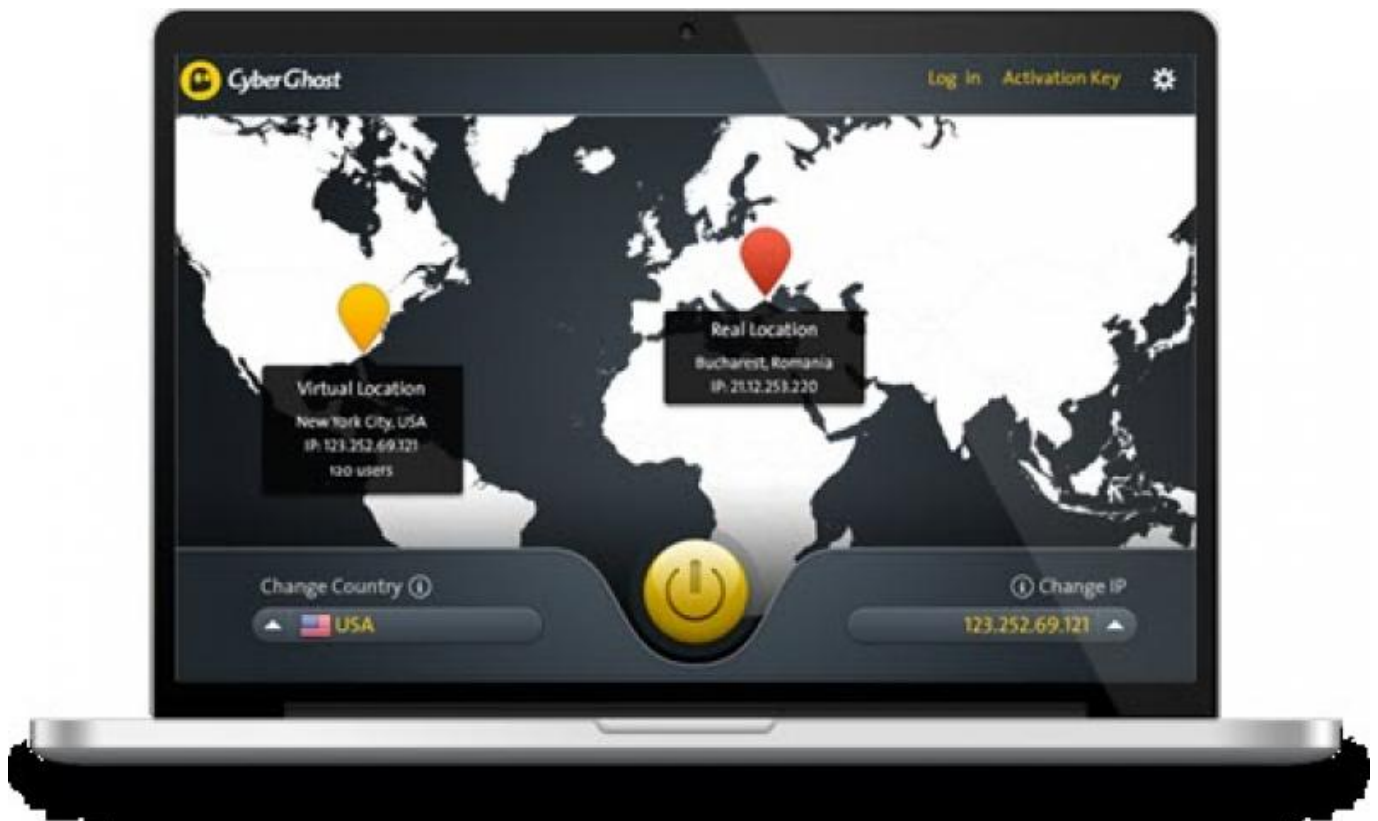 CyberGhost
Log in Activation Key
Real Location
Bucharest, Romania
IP: 21.12.253.220
Virtual Location
New York City, USA
IP: 123.252.69.121
120 users
Change Country
Change IP
USA
123.252.69.121